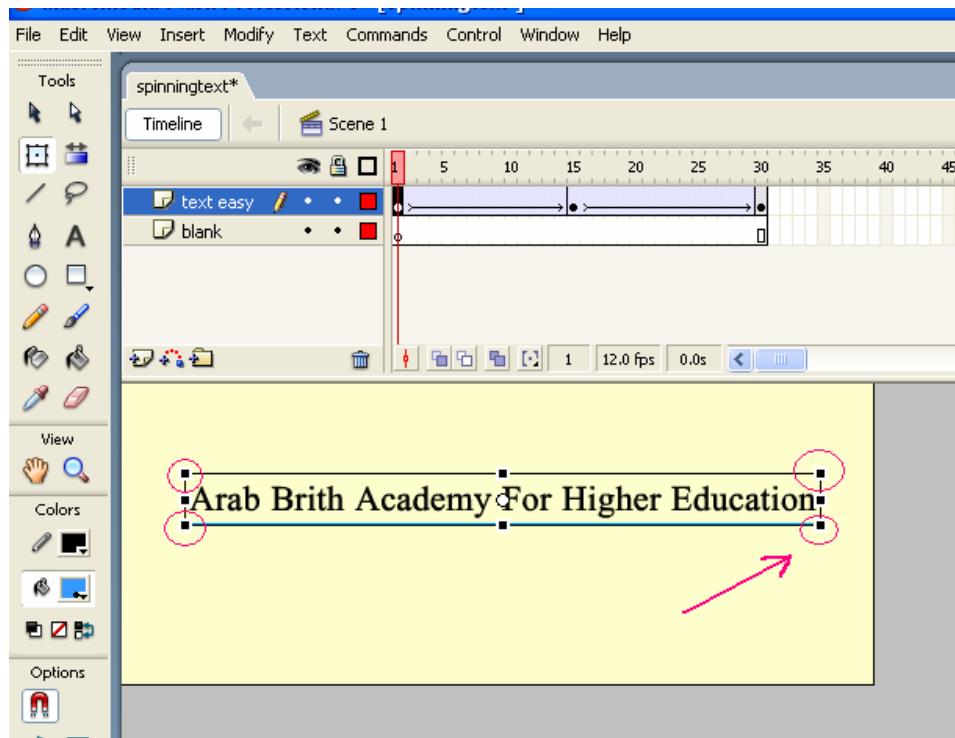 File Edit View Insert Modify Text Commands Control Window Help
Tools
spinningtext*
Timeline Scene 1
1 5 10 15 20 25 30 35 40 45
text easy
blank
1 12.0 fps 0.0s
View
Arab Brith Academy For Higher Education
Colors
Options
A